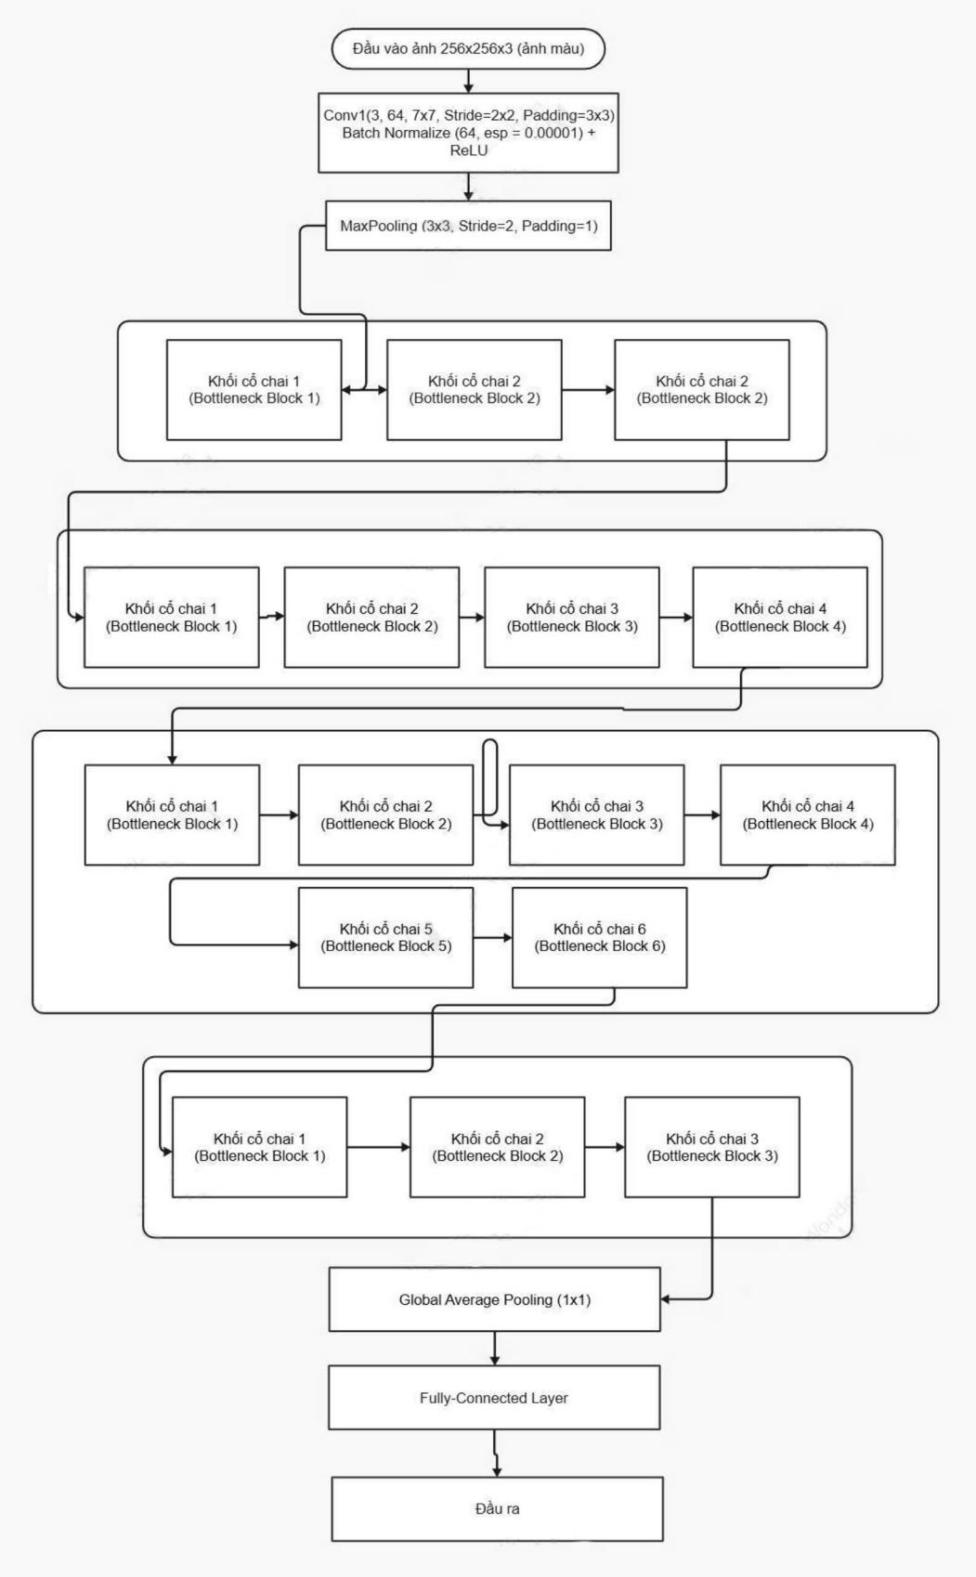 Đầu vào ảnh 256x256x3 (ảnh màu)
Conv1(3, 64, 7x7, Stride=2x2, Padding=3x3)
Batch Normalize (64, esp = 0.00001) +
ReLU
MaxPooling (3x3, Stride=2, Padding=1)
Khối cổ chai 1
(Bottleneck Block 1)
Khối cổ chai 2
(Bottleneck Block 2)
Khối cổ chai 2
(Bottleneck Block 2)
Khối cổ chai 1
(Bottleneck Block 1)
Khối cổ chai 2
(Bottleneck Block 2)
Khối cổ chai 3
(Bottleneck Block 3)
Khối cổ chai 4
(Bottleneck Block 4)
Khối cổ chai 1
(Bottleneck Block 1)
Khối cổ chai 2
(Bottleneck Block 2)
Khối cổ chai 3
(Bottleneck Block 3)
Khối cổ chai 4
(Bottleneck Block 4)
Khối cổ chai 5
(Bottleneck Block 5)
Khối cổ chai 6
(Bottleneck Block 6)
Khối cổ chai 1
(Bottleneck Block 1)
Khối cổ chai 2
(Bottleneck Block 2)
Khối cổ chai 3
(Bottleneck Block 3)
Global Average Pooling (1x1)
Fully-Connected Layer
Đầu ra